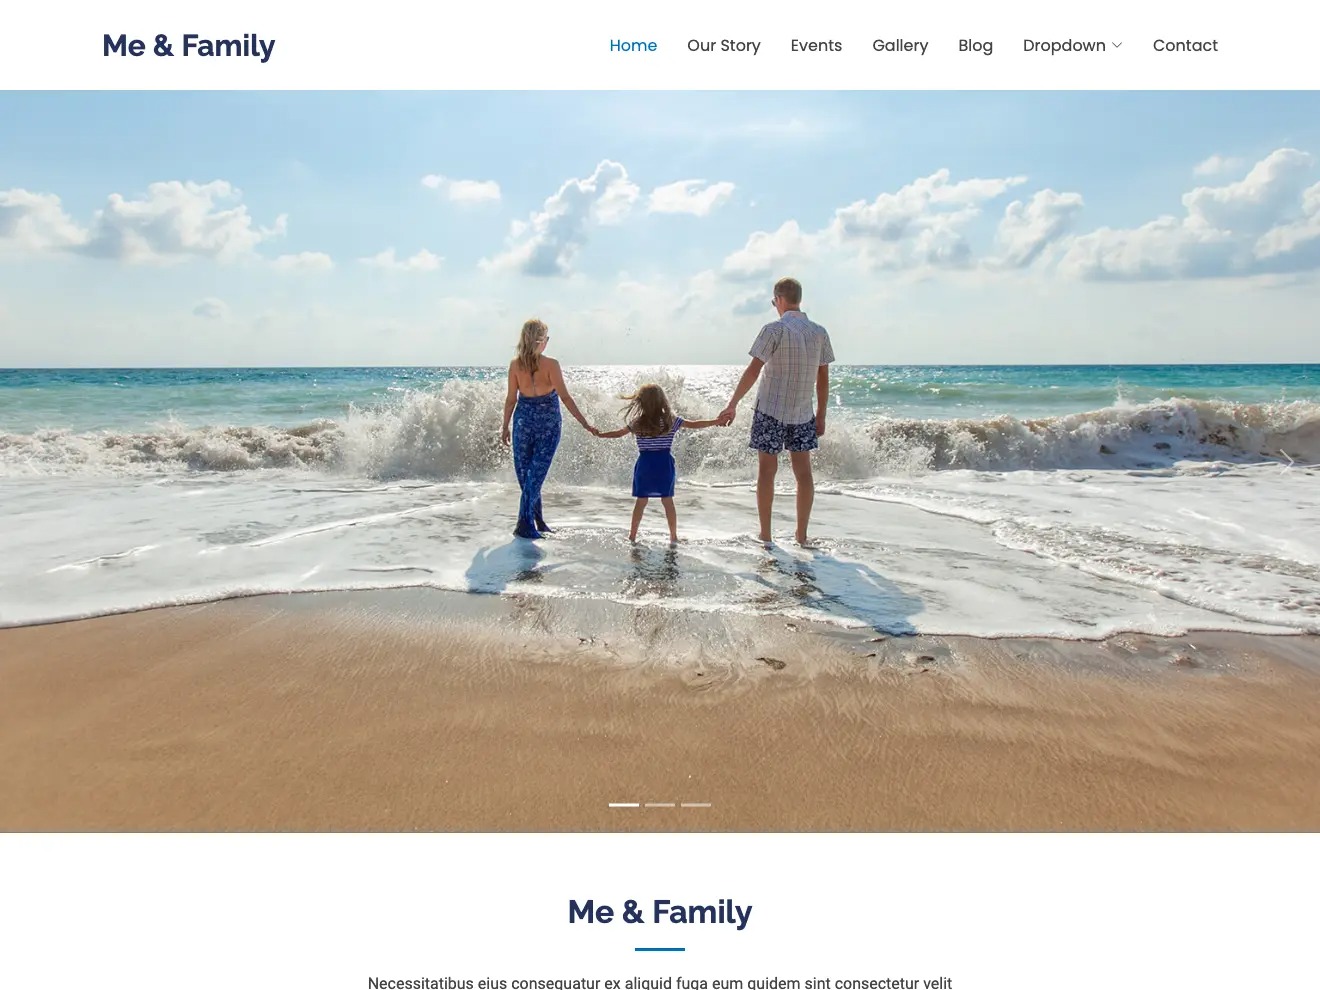 Me & Family
Home Our Story Events Gallery Blog Dropdown Contact
Me & Family
Necessitatibus eius consequatur ex aliquid fuga eum quidem sint consectetur velit